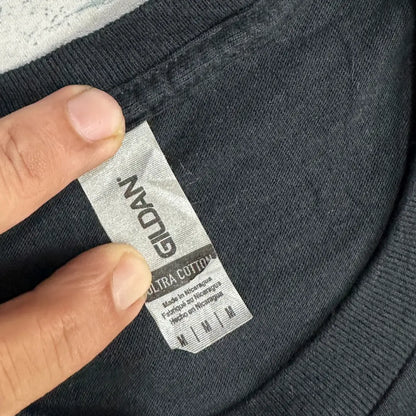 GILDAN
ULTRA COTTON
Made in Nicaragua
Fabriqué au Nicaragua
Hecho en Nicaragua
M | M | M